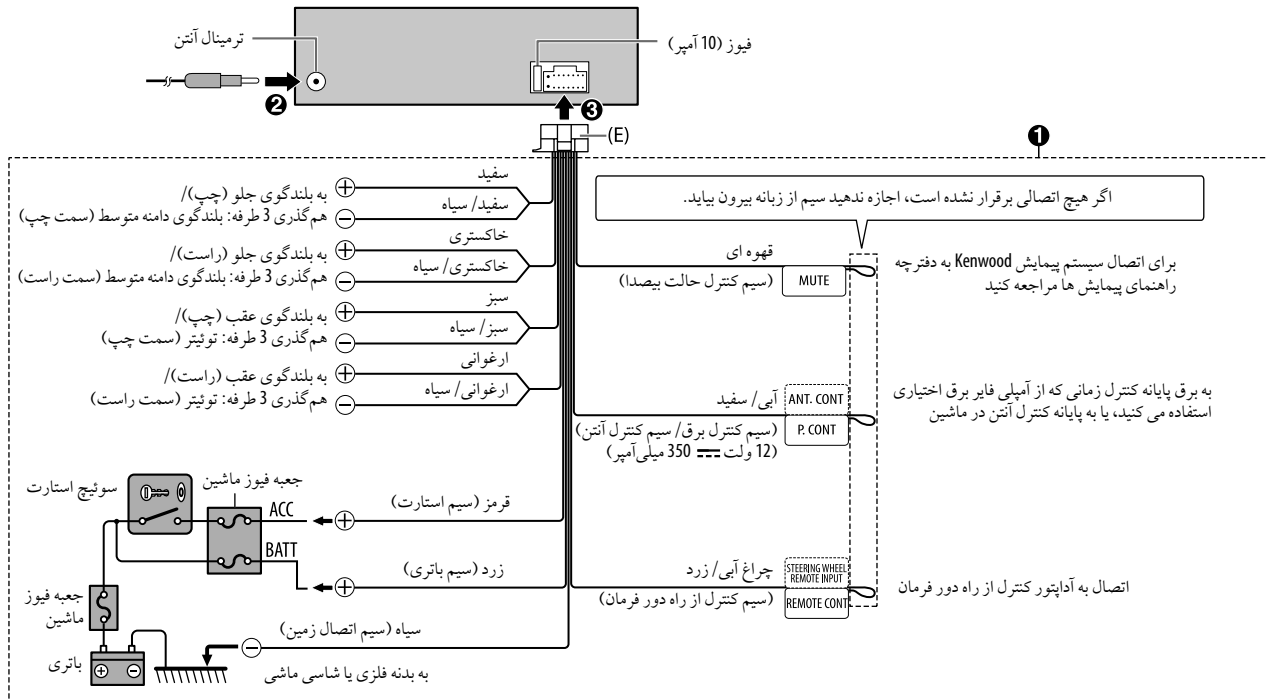 ترمینال آنتن
فیوز (10 آمپر)
❷
❸
(E)
❶
سفید
سفید/ سیاه
به بلندگوی جلو (چپ)/
هم‌گذری 3 طرفه: بلندگوی دامنه متوسط (سمت چپ)
خاکستری
خاکستری/ سیاه
به بلندگوی جلو (راست)/
هم‌گذری 3 طرفه: بلندگوی دامنه متوسط (سمت راست)
سبز
سبز/ سیاه
به بلندگوی عقب (چپ)/
هم‌گذری 3 طرفه: توئیتر (سمت چپ)
ارغوانی
ارغوانی/ سیاه
به بلندگوی عقب (راست)/
هم‌گذری 3 طرفه: توئیتر (سمت راست)
اگر هیچ اتصالی برقرار نشده است، اجازه ندهید سیم از زبانه بیرون بیاید.
قهوه ای
(سیم کنترل حالت بیصدا)
MUTE
برای اتصال سیستم پیمایش Kenwood به دفترچه
راهنمای پیمایش ها مراجعه کنید
آبی/ سفید
(سیم کنترل برق/ سیم کنترل آنتن)
(12 ولت ⎓ 350 میلی‌آمپر)
ANT. CONT
P. CONT
به برق پایانه کنترل زمانی که از آمپلی فایر برق اختیاری
استفاده می کنید، یا به پایانه کنترل آنتن در ماشین
سوئیچ استارت
جعبه فیوز ماشین
ACC
قرمز (سیم استارت)
BATT
زرد (سیم باتری)
چراغ آبی/ زرد
(سیم کنترل از راه دور فرمان)
STEERING WHEEL
REMOTE INPUT
REMOTE CONT
اتصال به آداپتور کنترل از راه دور فرمان
جعبه فیوز
ماشین
باتری
سیاه (سیم اتصال زمین)
به بدنه فلزی یا شاسی ماشی